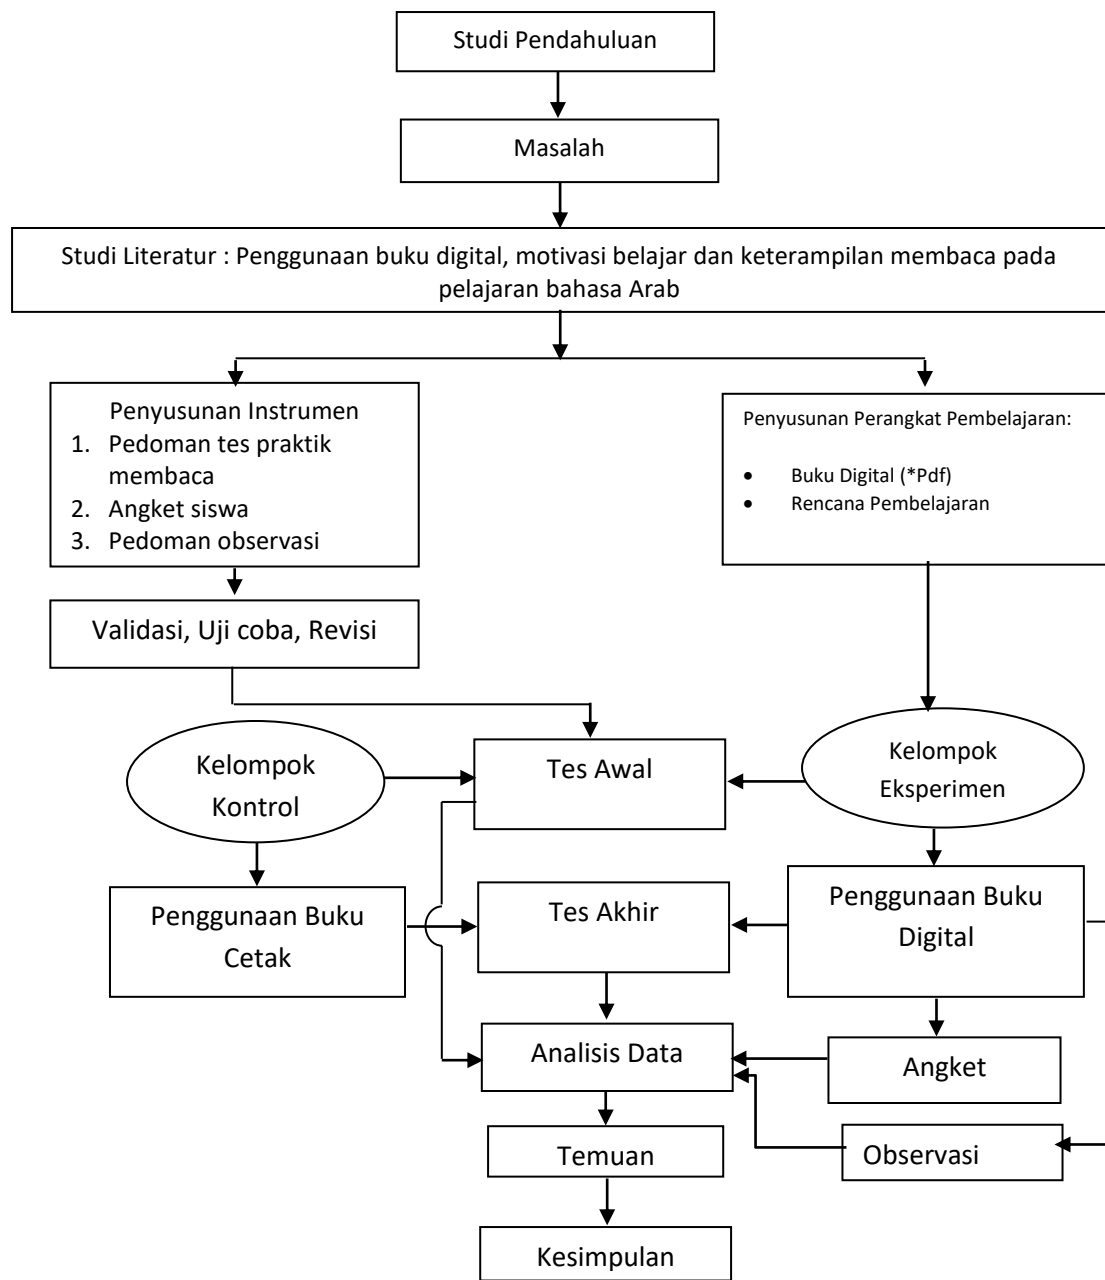 Studi Pendahuluan
Masalah
Studi Literatur : Penggunaan buku digital, motivasi belajar dan keterampilan membaca pada
pelajaran bahasa Arab
Penyusunan Instrumen
1. Pedoman tes praktik
membaca
2. Angket siswa
3. Pedoman observasi
Penyusunan Perangkat Pembelajaran:
• Buku Digital (*Pdf)
• Rencana Pembelajaran
Validasi, Uji coba, Revisi
Kelompok
Kontrol
Tes Awal
Kelompok
Eksperimen
Penggunaan Buku
Cetak
Tes Akhir
Penggunaan Buku
Digital
Analisis Data
Angket
Temuan
Observasi
Kesimpulan